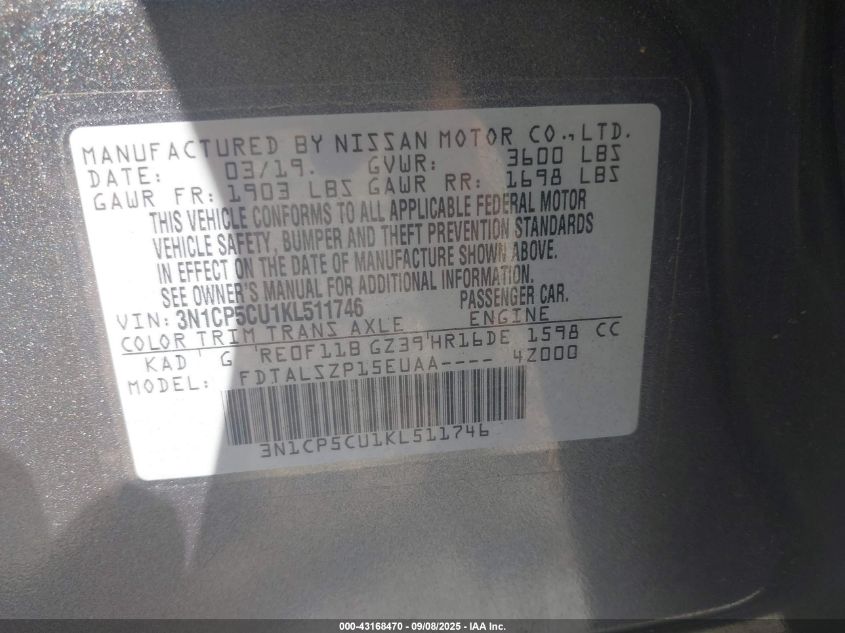 MANUFACTURED BY NISSAN MOTOR CO.,LTD.
DATE: 03/19. GVWR: 3600 LBS
GAWR FR: 1903 LBS GAWR RR: 1698 LBS
THIS VEHICLE CONFORMS TO ALL APPLICABLE FEDERAL MOTOR
VEHICLE SAFETY, BUMPER AND THEFT PREVENTION STANDARDS
IN EFFECT ON THE DATE OF MANUFACTURE SHOWN ABOVE.
SEE OWNER'S MANUAL FOR ADDITIONAL INFORMATION.
VIN: 3N1CP5CU1KL511746 PASSENGER CAR.
COLOR TRIM TRANS AXLE ENGINE
KAD G RE0F11B GZ39 HR16DE 1598 CC
MODEL: FDTALSZP15EUAA---- 4Z000
3N1CP5CU1KL511746
000-43168470 - 09/08/2025 - IAA Inc.